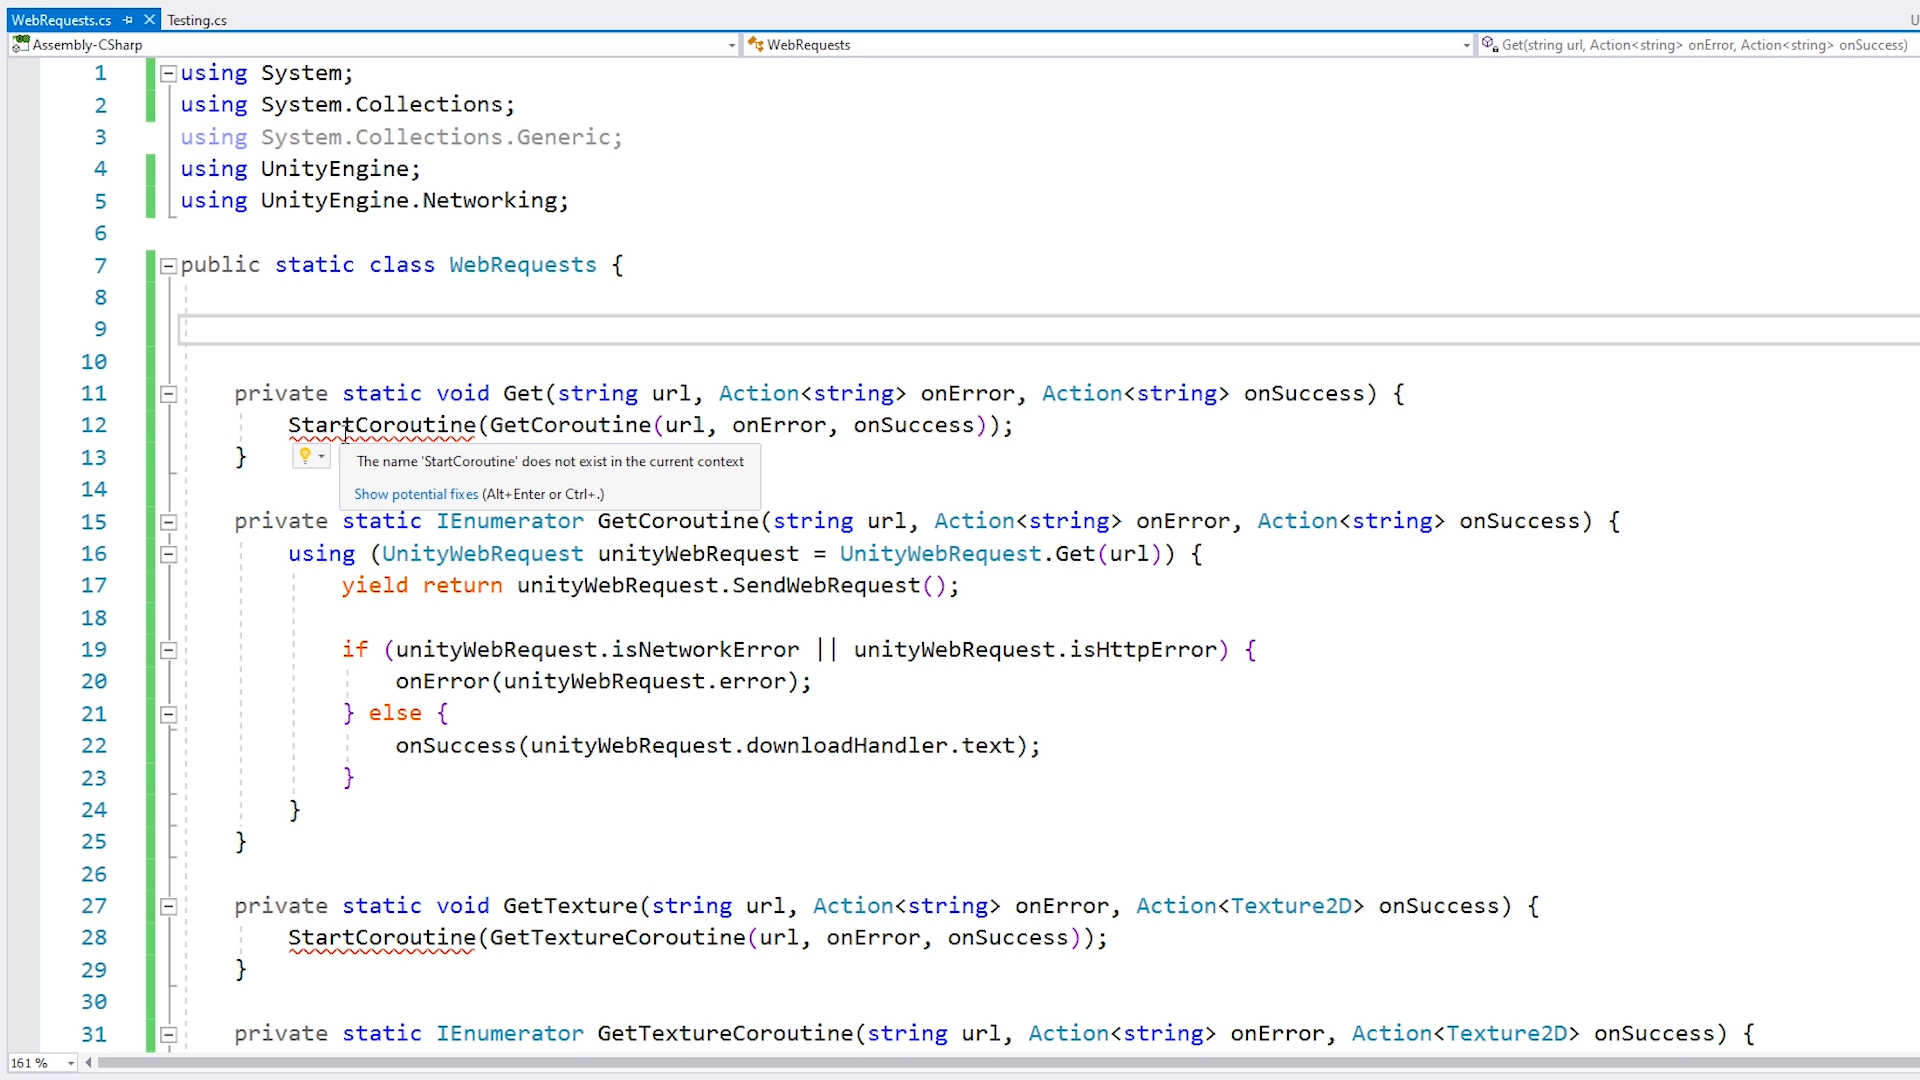 WebRequests.cs Testing.cs U
Assembly-CSharp WebRequests Get(string url, Action<string> onError, Action<string> onSuccess)
1 using System;
2 using System.Collections;
3 using System.Collections.Generic;
4 using UnityEngine;
5 using UnityEngine.Networking;
6
7 public static class WebRequests {
8
9
10
11 private static void Get(string url, Action<string> onError, Action<string> onSuccess) {
12 StartCoroutine(GetCoroutine(url, onError, onSuccess));
13 }
The name 'StartCoroutine' does not exist in the current context
Show potential fixes (Alt+Enter or Ctrl+.)
14
15 private static IEnumerator GetCoroutine(string url, Action<string> onError, Action<string> onSuccess) {
16 using (UnityWebRequest unityWebRequest = UnityWebRequest.Get(url)) {
17 yield return unityWebRequest.SendWebRequest();
18
19 if (unityWebRequest.isNetworkError || unityWebRequest.isHttpError) {
20 onError(unityWebRequest.error);
21 } else {
22 onSuccess(unityWebRequest.downloadHandler.text);
23 }
24 }
25 }
26
27 private static void GetTexture(string url, Action<string> onError, Action<Texture2D> onSuccess) {
28 StartCoroutine(GetTextureCoroutine(url, onError, onSuccess));
29 }
30
31 private static IEnumerator GetTextureCoroutine(string url, Action<string> onError, Action<Texture2D> onSuccess) {
161 %